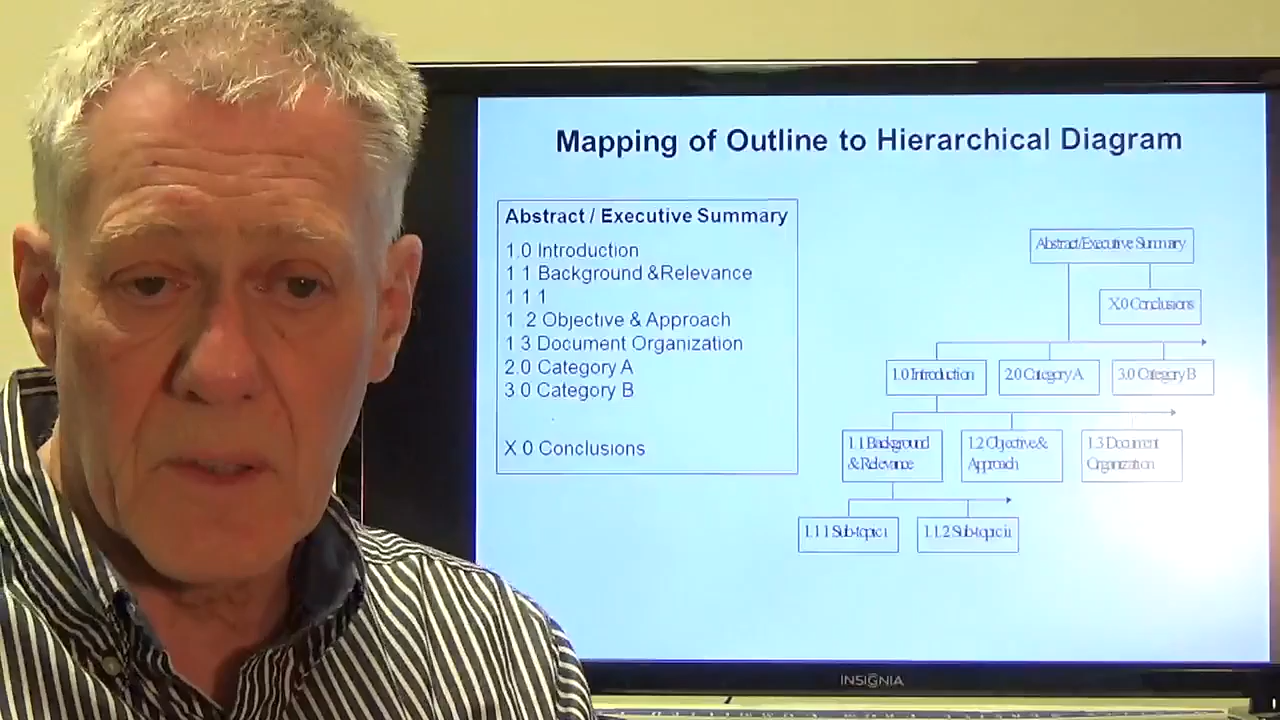 Mapping of Outline to Hierarchical Diagram
Abstract / Executive Summary
1.0 Introduction
1 1 Background &Relevance
1 1 1
1 .2 Objective & Approach
1 3 Document Organization
2.0 Category A
3 0 Category B
X 0 Conclusions
Abstract/Executive Summary
X.0 Conclusions
1.0 Introduction
2.0 Category A
3.0 Category B
1.1 Background
& Relevance
1.2 Objective &
Approach
1.3 Document
Organization
1.1.1 Sub-topic i
1.1.2 Sub-topic ii
INSIGNIA